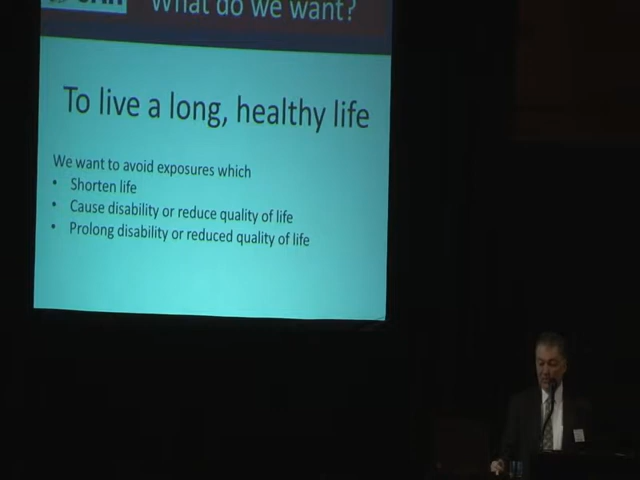 What do we want?
To live a long, healthy life
We want to avoid exposures which
• Shorten life
• Cause disability or reduce quality of life
• Prolong disability or reduced quality of life